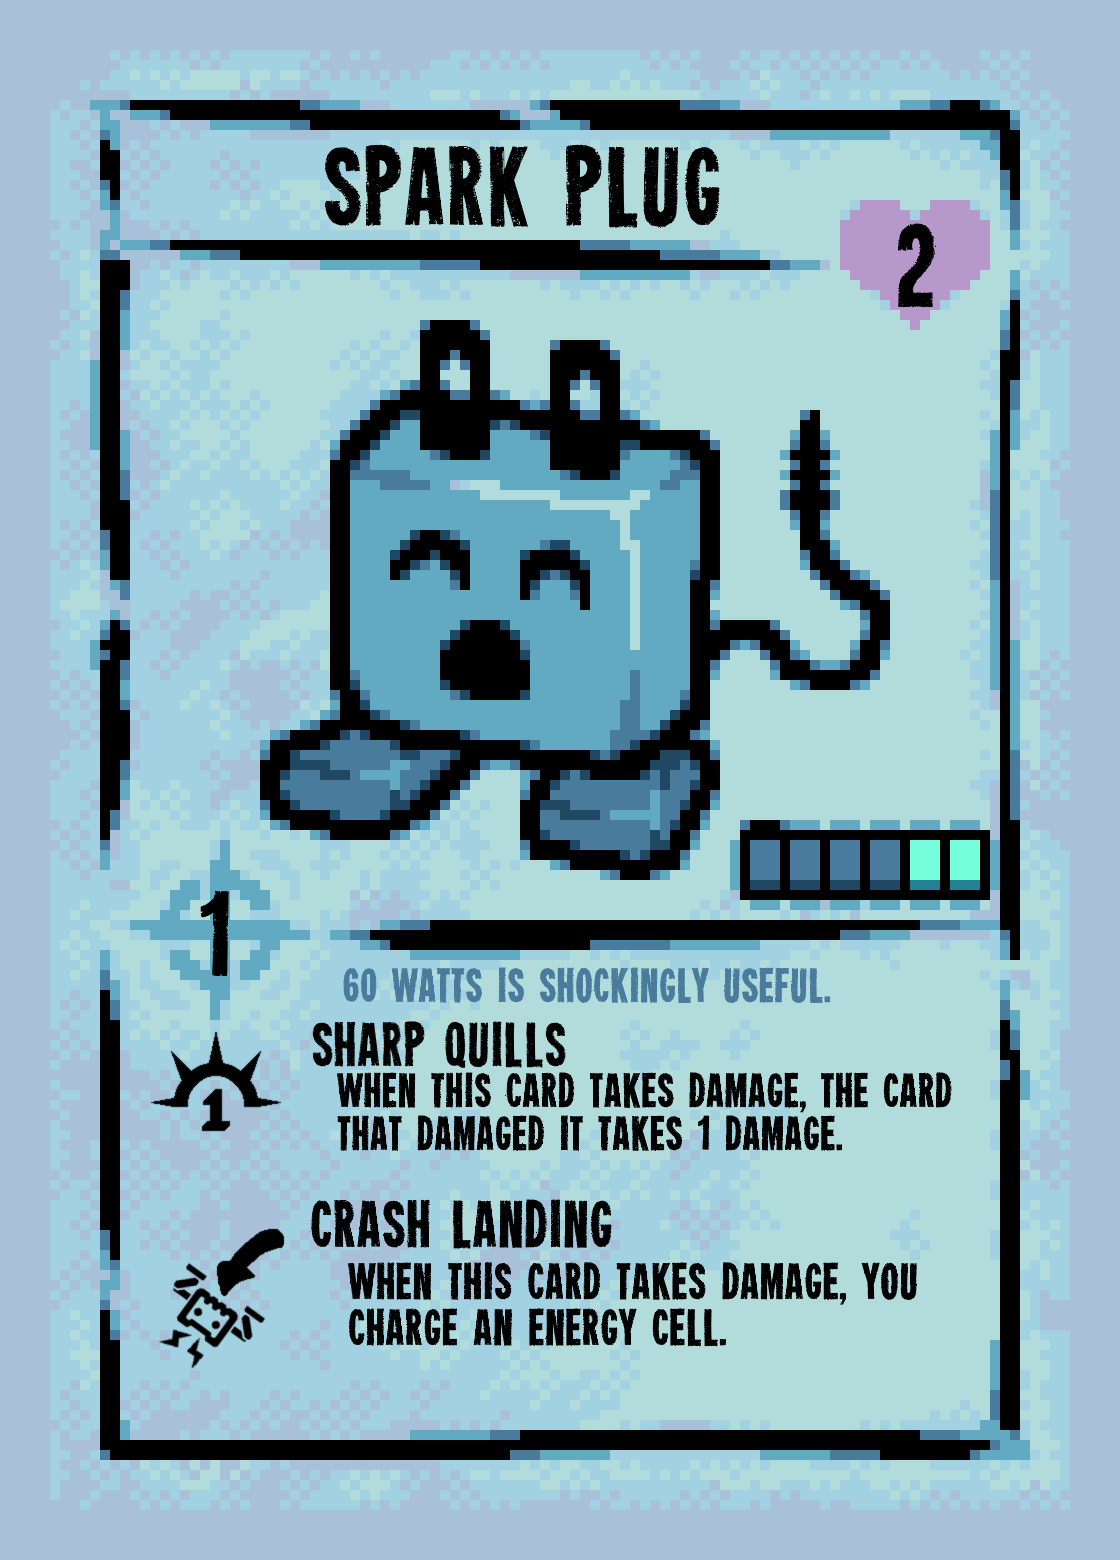 SPARK PLUG
2
1
60 WATTS IS SHOCKINGLY USEFUL.
SHARP QUILLS
1
WHEN THIS CARD TAKES DAMAGE, THE CARD
THAT DAMAGED IT TAKES 1 DAMAGE.
CRASH LANDING
WHEN THIS CARD TAKES DAMAGE, YOU
CHARGE AN ENERGY CELL.